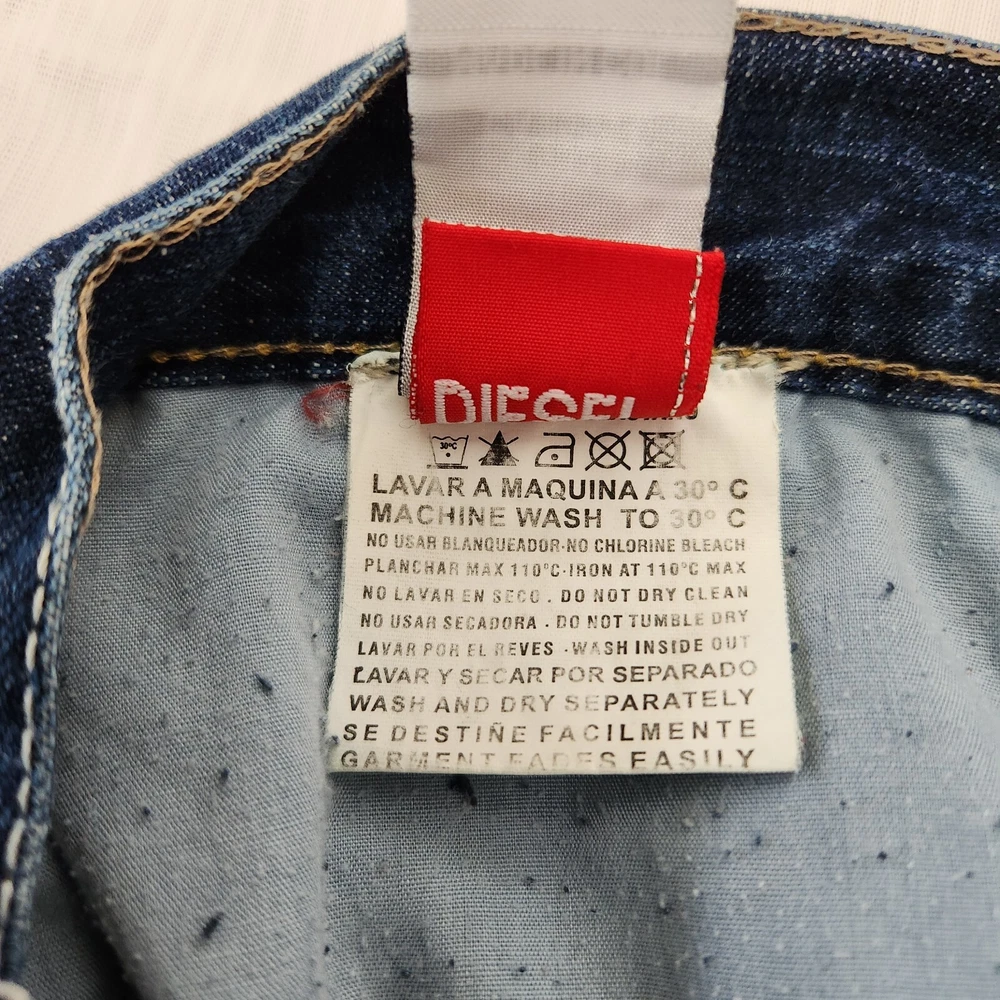 DIESEL
30°C
LAVAR A MAQUINA A 30° C
MACHINE WASH TO 30° C
NO USAR BLANQUEADOR·NO CHLORINE BLEACH
PLANCHAR MAX 110°C·IRON AT 110°C MAX
NO LAVAR EN SECO . DO NOT DRY CLEAN
NO USAR SECADORA . DO NOT TUMBLE DRY
LAVAR POR EL REVES ·WASH INSIDE OUT
LAVAR Y SECAR POR SEPARADO
WASH AND DRY SEPARATELY
SE DESTIÑE FACILMENTE
GARMENT FADES EASILY